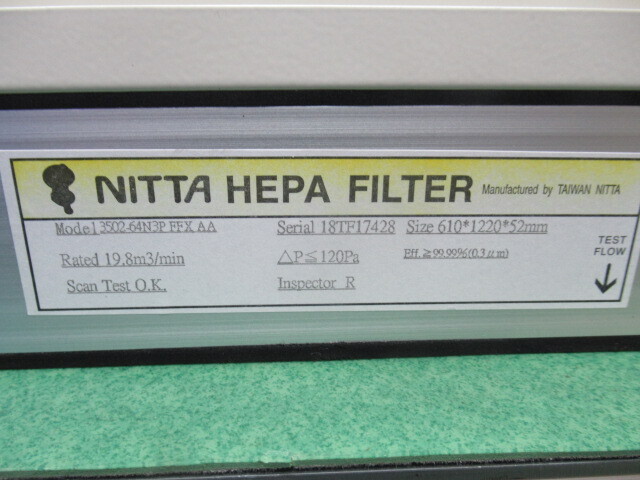 NITTA HEPA FILTER Manufactured by TAIWAN NITTA
Model 3502-64N3P FFX AA Serial 18TF17428 Size 610*1220*52mm
Rated 19.8m3/min △P≦120Pa Eff.≧99.99%(0.3μm)
Scan Test O.K. Inspector R
TEST
FLOW